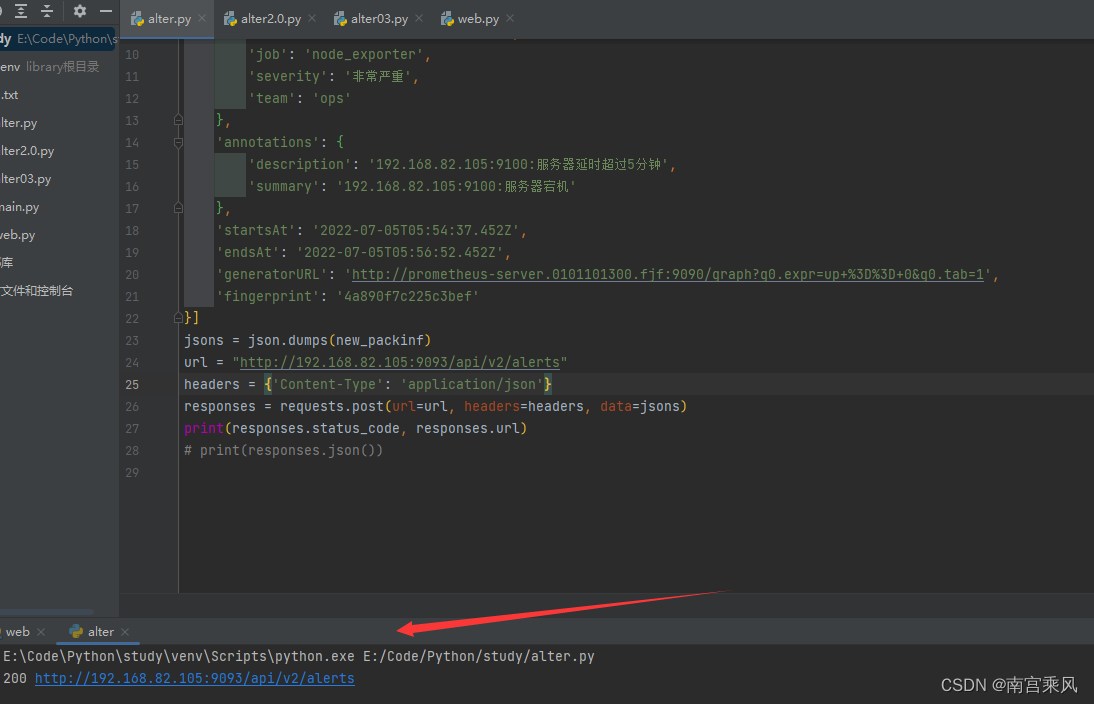 alter.py
alter2.0.py
alter03.py
web.py
dy E:\Code\Python\s
env library根目录
.txt
lter.py
lter2.0.py
lter03.py
main.py
web.py
库
文件和控制台
10 'job': 'node_exporter',
11 'severity': '非常严重',
12 'team': 'ops'
13 },
14 'annotations': {
15 'description': '192.168.82.105:9100:服务器延时超过5分钟',
16 'summary': '192.168.82.105:9100:服务器宕机'
17 },
18 'startsAt': '2022-07-05T05:54:37.452Z',
19 'endsAt': '2022-07-05T05:56:52.452Z',
20 'generatorURL': 'http://prometheus-server.0101101300.fjf:9090/graph?g0.expr=up+%3D%3D+0&g0.tab=1',
21 'fingerprint': '4a890f7c225c3bef'
22 }]
23 jsons = json.dumps(new_packinf)
24 url = "http://192.168.82.105:9093/api/v2/alerts"
25 headers = {'Content-Type': 'application/json'}
26 responses = requests.post(url=url, headers=headers, data=jsons)
27 print(responses.status_code, responses.url)
28 # print(responses.json())
29
web
alter
E:\Code\Python\study\venv\Scripts\python.exe E:/Code/Python/study/alter.py
200 http://192.168.82.105:9093/api/v2/alerts
CSDN @南宫乘风